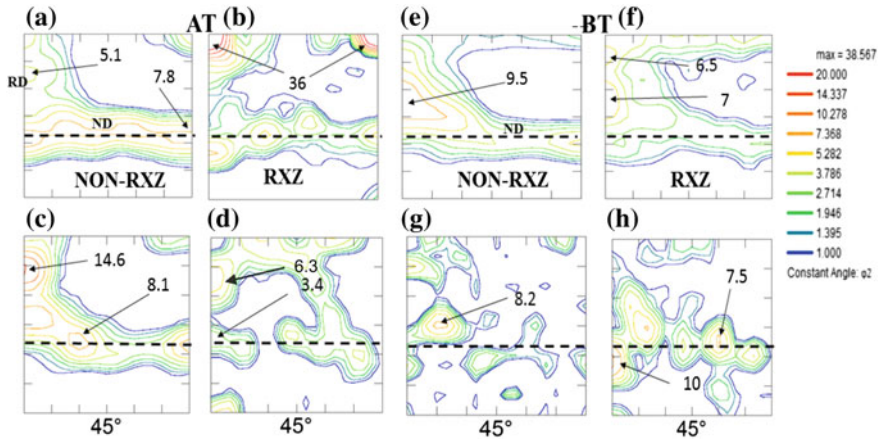 (a) AT (b) (e) --BT (f)
5.1
RD
7.8
36
9.5
6.5
7
ND
ND
NON-RXZ RXZ NON-RXZ RXZ
(c) (d) (g) (h)
14.6
8.1
6.3
3.4
8.2
7.5
10
45° 45° 45° 45°
max = 38.567
20.000
14.337
10.278
7.368
5.282
3.786
2.714
1.946
1.395
1.000
Constant Angle: φ2